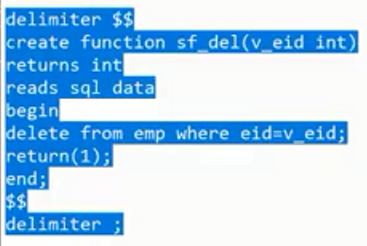 delimiter $$
create function sf_del(v_eid int)
returns int
reads sql data
begin
delete from emp where eid=v_eid;
return(1);
end;
$$
delimiter ;